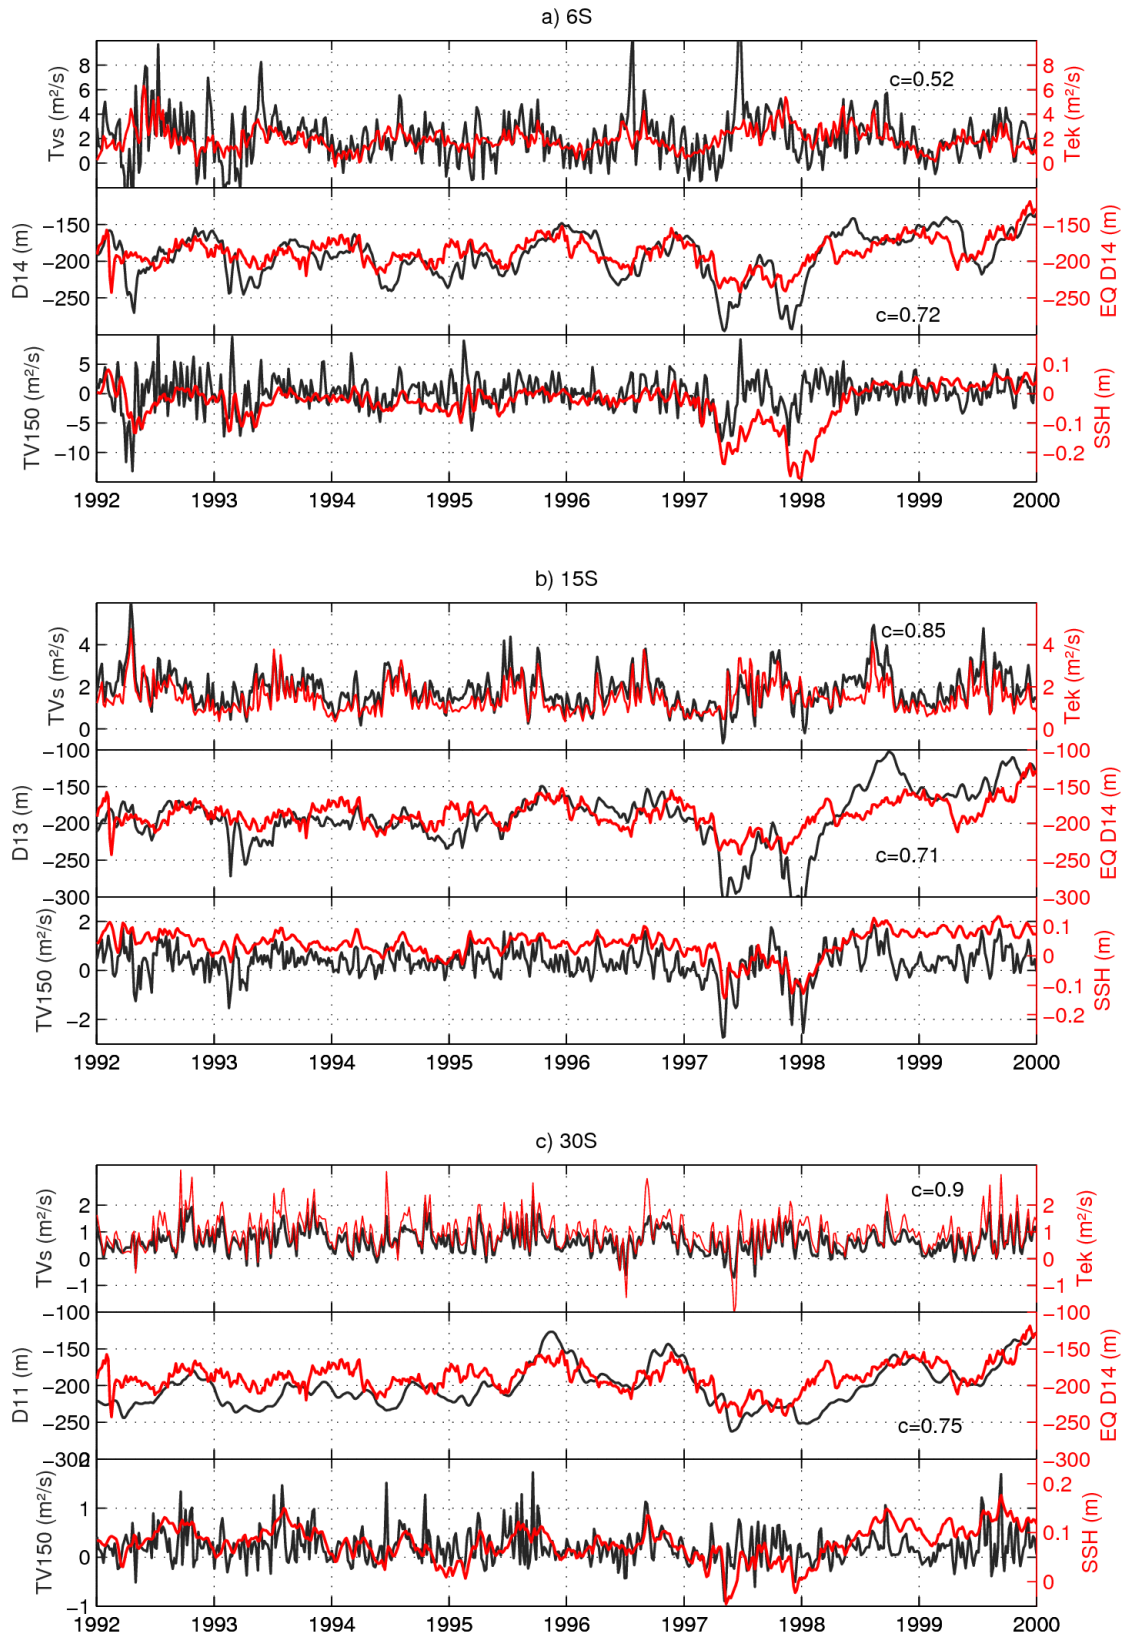 a) 6S
Tvs (m²/s)
8
6
4
2
0
c=0.52
8
6
4
2
0
Tek (m²/s)
D14 (m)
−150
−200
−250
c=0.72
−150
−200
−250
EQ D14 (m)
TV150 (m²/s)
5
0
−5
−10
0.1
0
−0.1
−0.2
SSH (m)
1992 1993 1994 1995 1996 1997 1998 1999 2000
b) 15S
TVs (m²/s)
4
2
0
c=0.85
4
2
0
Tek (m²/s)
D13 (m)
−100
−150
−200
−250
−300
c=0.71
−100
−150
−200
−250
−300
EQ D14 (m)
TV150 (m²/s)
2
0
−2
0.1
0
−0.1
−0.2
SSH (m)
1992 1993 1994 1995 1996 1997 1998 1999 2000
c) 30S
TVs (m²/s)
2
1
0
−1
c=0.9
2
1
0
−1
Tek (m²/s)
D11 (m)
−100
−150
−200
−250
−300
c=0.75
−100
−150
−200
−250
−300
EQ D14 (m)
TV150 (m²/s)
2
1
0
−1
0.2
0.1
0
SSH (m)
1992 1993 1994 1995 1996 1997 1998 1999 2000